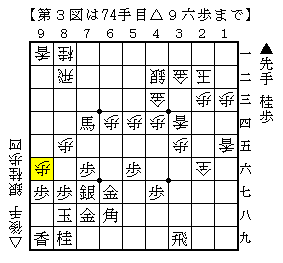 【第３図は74手目△９六歩まで】
９ ８ ７ ６ ５ ４ ３ ２ １
香 桂 一
飛 銀 金 王 二
金 歩 歩 三
馬 歩 歩 歩 香 四
歩 歩 香 五
歩 歩 歩 全 六
歩 歩 銀 金 歩 七
玉 金 角 八
香 桂 飛 九
▲先手 桂歩
△後手 銀桂歩四